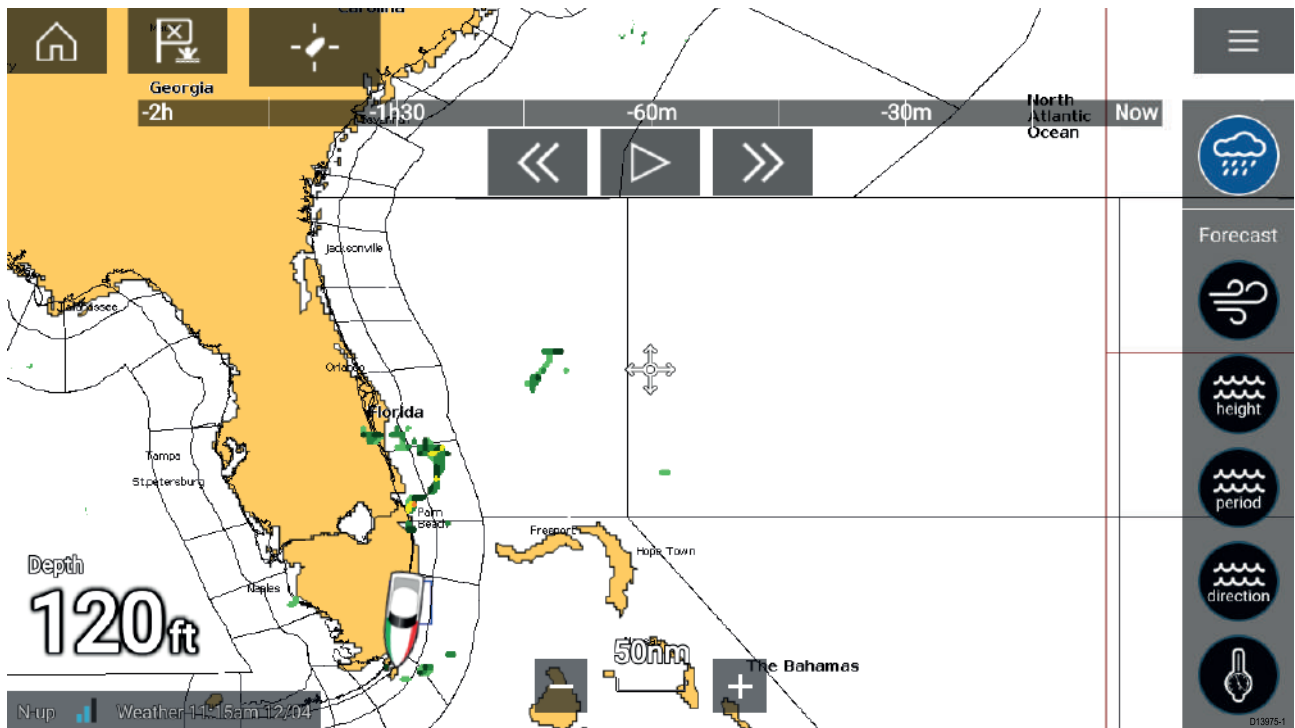 Carolina
Georgia
-2h
-1h30
-60m
-30m
Now
North
Atlantic
Ocean
Forecast
Jacksonville
Orlando
Florida
height
Tampa
St.petersburg
period
Palm
Beach
Freeport
Hope Town
Depth
120ft
Naples
direction
50nm
The Bahamas
N-up
Weather 11:15am 12/04
D13975-1